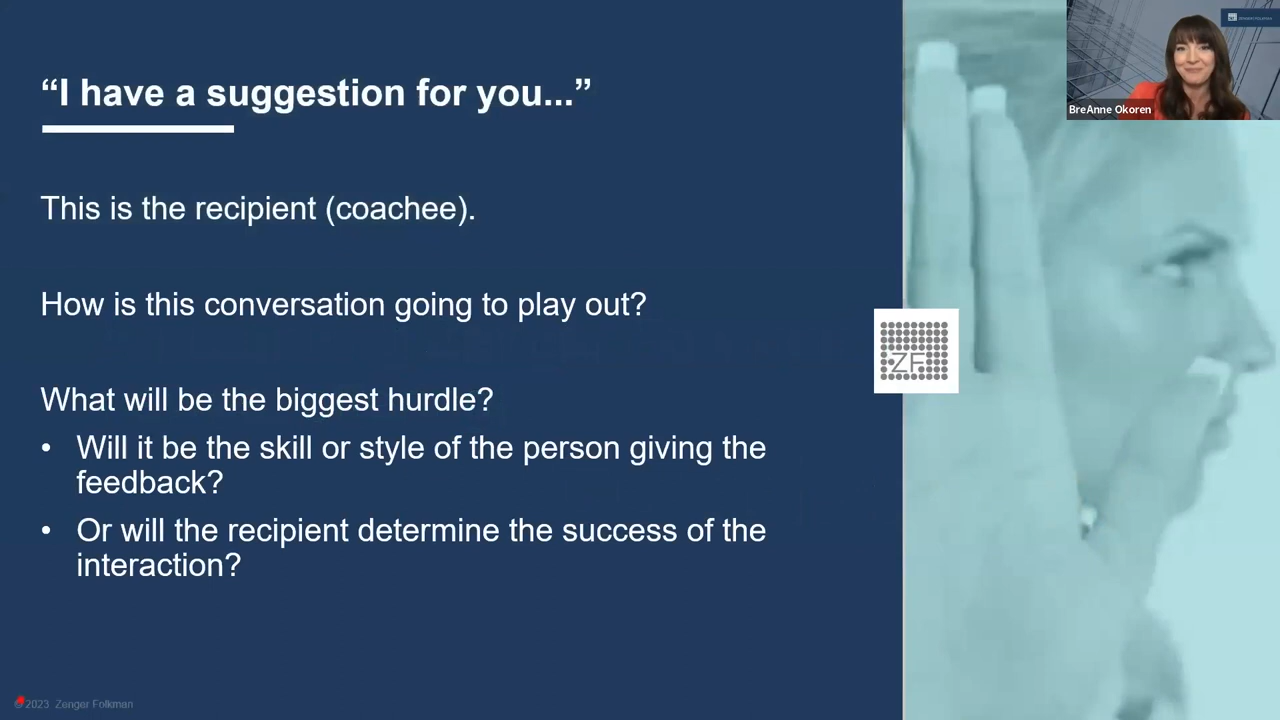 “I have a suggestion for you...”
This is the recipient (coachee).
How is this conversation going to play out?
What will be the biggest hurdle?
• Will it be the skill or style of the person giving the
feedback?
• Or will the recipient determine the success of the
interaction?
ZF
BreAnne Okoren
©2023 Zenger Folkman